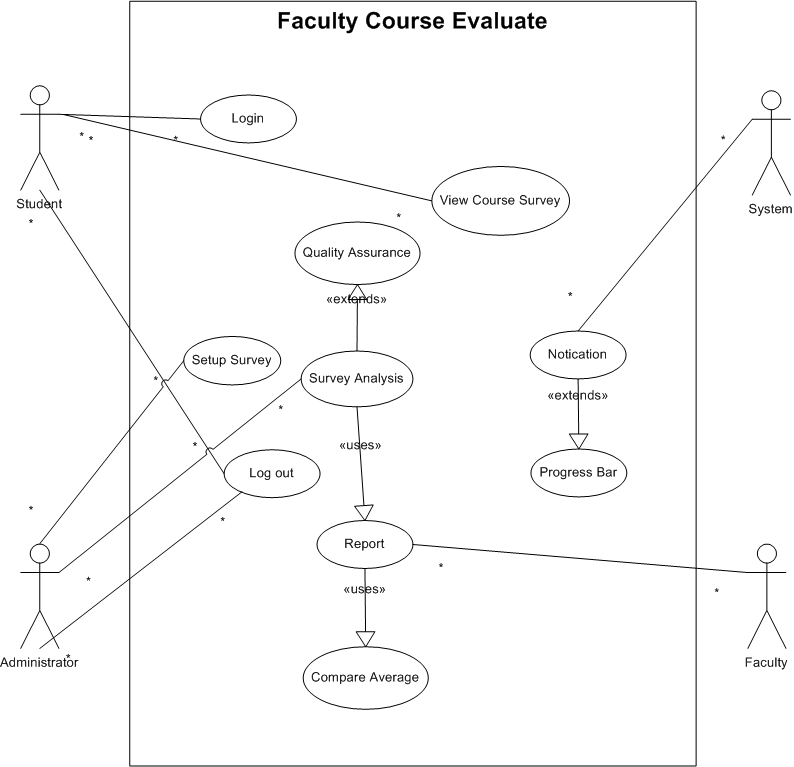 Faculty Course Evaluate
Login
* *
*
Student
View Course Survey
System
*
*
*
Quality Assurance
«extends»
*
Setup Survey
Survey Analysis
Notication
*
*
«extends»
*
«uses»
Log out
Progress Bar
*
*
Report
*
*
*
«uses»
Administrator
*
Faculty
Compare Average